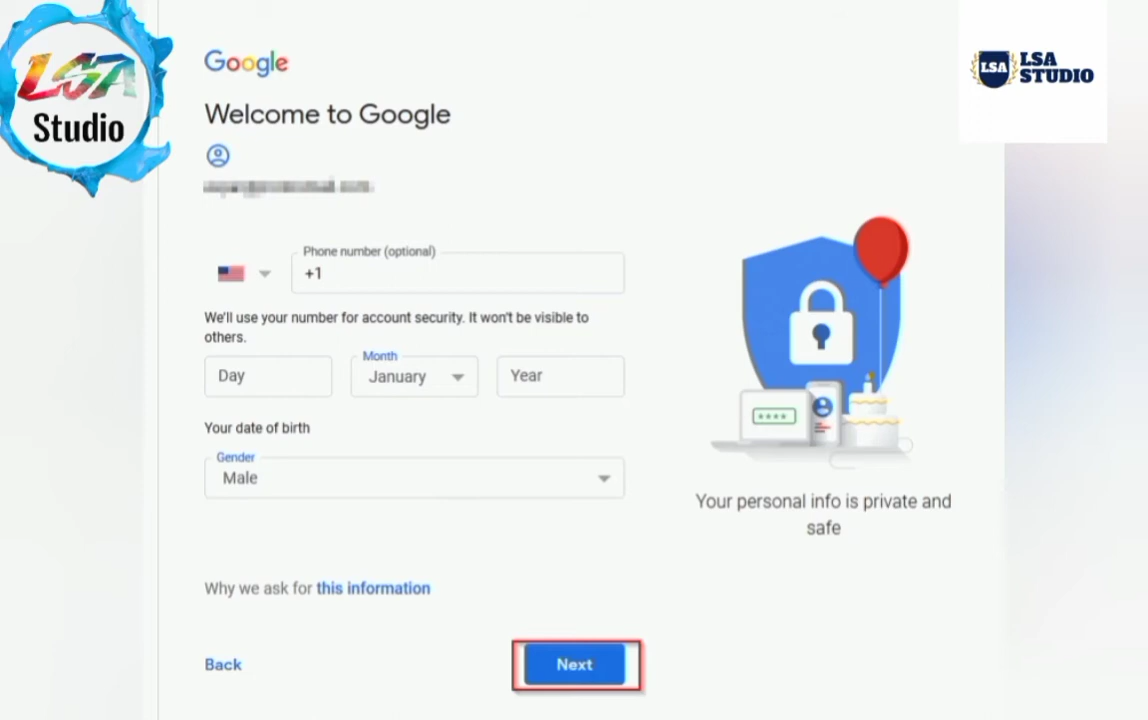 LSA
Studio
LSA
LSA
STUDIO
Google
Welcome to Google
Phone number (optional)
+1
We'll use your number for account security. It won't be visible to
others.
Day
Month
January
Year
Your date of birth
Gender
Male
****
Your personal info is private and
safe
Why we ask for this information
Back
Next